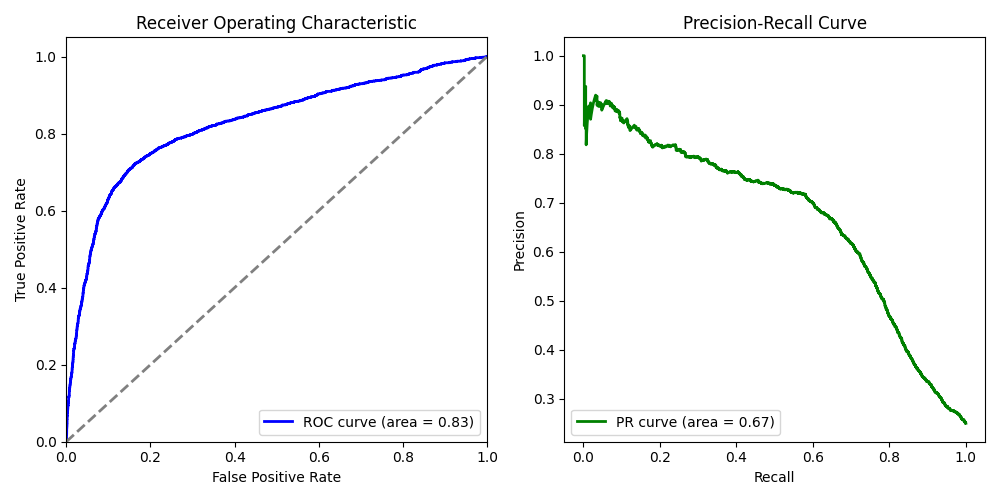 Receiver Operating Characteristic
True Positive Rate
1.0
0.8
0.6
0.4
0.2
0.0
0.0 0.2 0.4 0.6 0.8 1.0
False Positive Rate
ROC curve (area = 0.83)
Precision-Recall Curve
Precision
1.0
0.9
0.8
0.7
0.6
0.5
0.4
0.3
0.0 0.2 0.4 0.6 0.8 1.0
Recall
PR curve (area = 0.67)